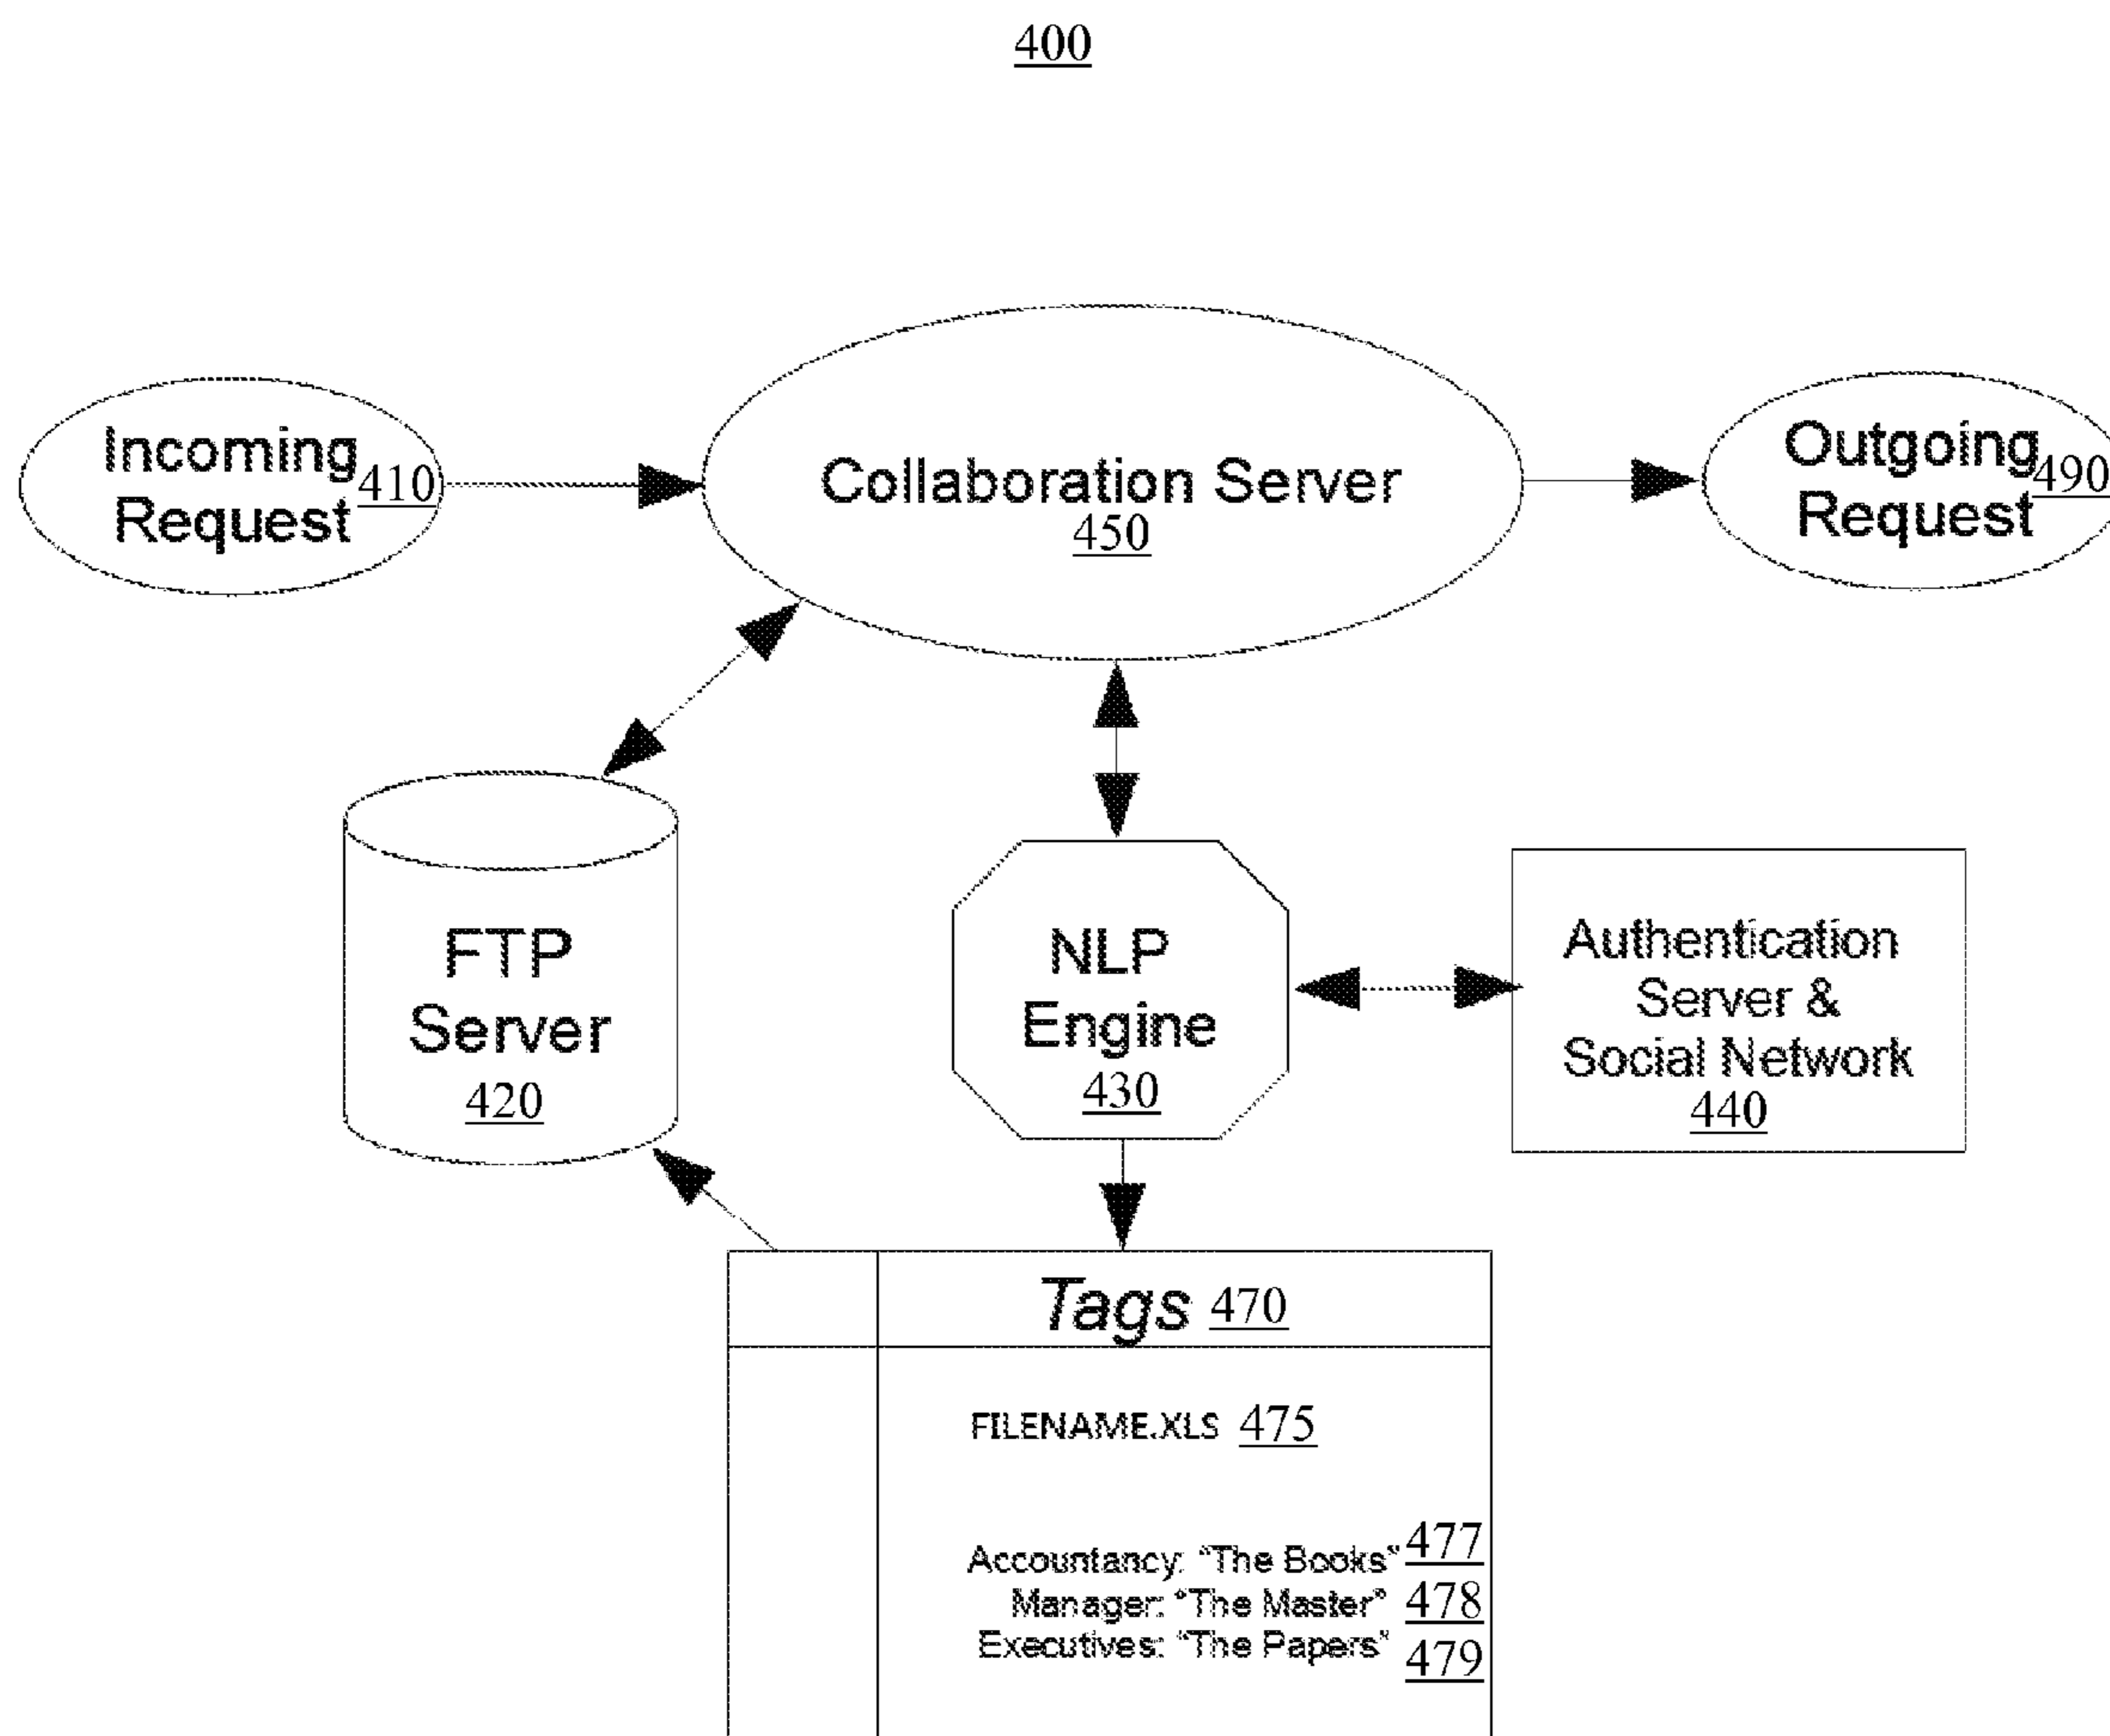 400
Incoming
Request 410
Collaboration Server
450
Outgoing
Request 490
FTP
Server
420
NLP
Engine
430
Authentication
Server &
Social Network
440
Tags 470
FILENAME.XLS 475
Accountancy: "The Books" 477
Manager: "The Master" 478
Executives: "The Papers" 479